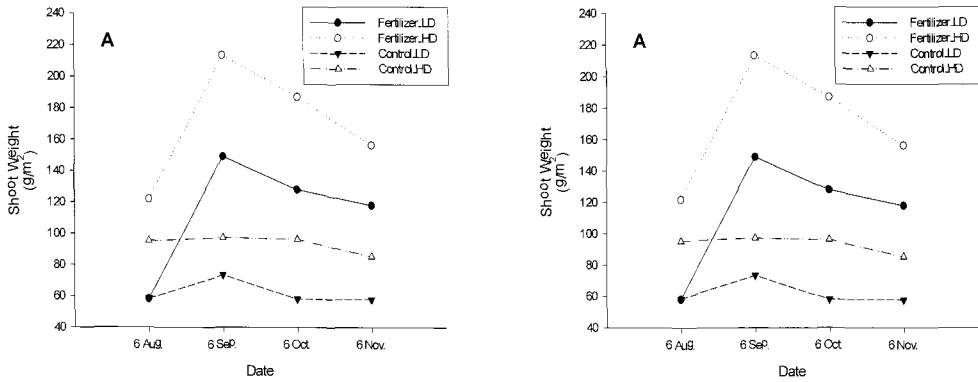 A
Fertilizer.LD
Fertilizer.HD
Control.LD
Control.HD
240
220
200
180
160
140
120
100
80
60
40
Shoot Weight
(g/m²)
6 Aug.
6 Sep.
6 Oct.
6 Nov.
Date
A
Fertilizer.LD
Fertilizer.HD
Control.LD
Control.HD
240
220
200
180
160
140
120
100
80
60
40
Shoot Weight
(g/m²)
6 Aug.
6 Sep.
6 Oct.
6 Nov.
Date